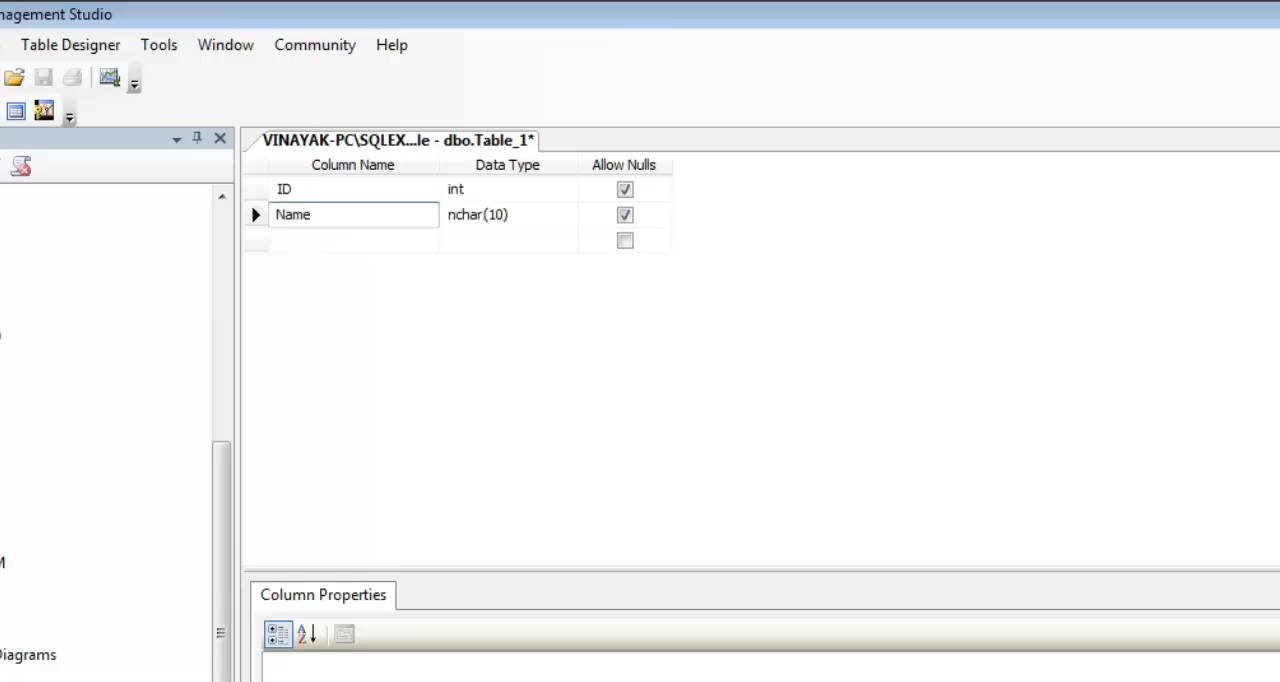 nagement Studio
Table Designer Tools Window Community Help
VINAYAK-PC\SQLEX...le - dbo.Table_1*
Column Name Data Type Allow Nulls
ID int
Name nchar(10)
M
Column Properties
Diagrams